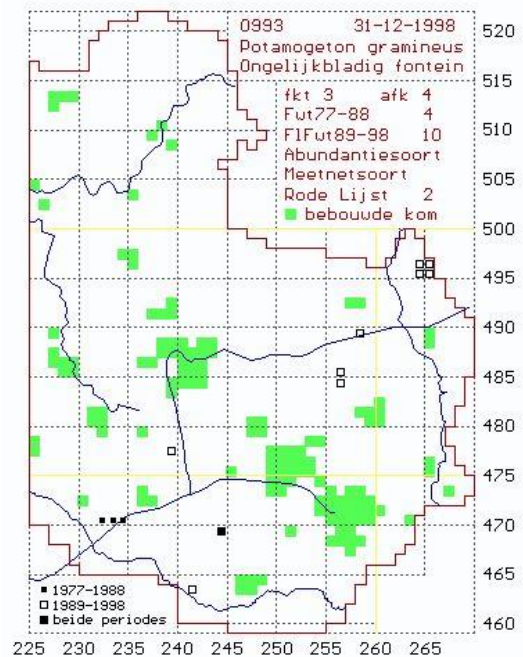 0993 31-12-1998
Potamogeton gramineus
Ongelijkbladig fontein
fkt 3 afk 4
Fut77-88 4
FlFut89-98 10
Abundantiesoort
Meetnetsoort
Rode Lijst 2
bebouwde kom
520
515
510
505
500
495
490
485
480
475
470
465
460
1977-1988
1989-1998
beide periodes
225 230 235 240 245 250 255 260 265